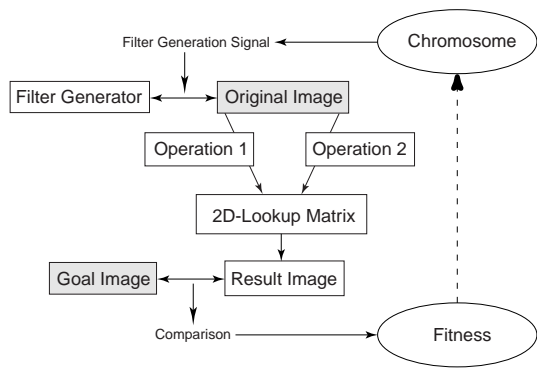 Filter Generation Signal
Chromosome
Filter Generator
Original Image
Operation 1
Operation 2
2D-Lookup Matrix
Goal Image
Result Image
Comparison
Fitness